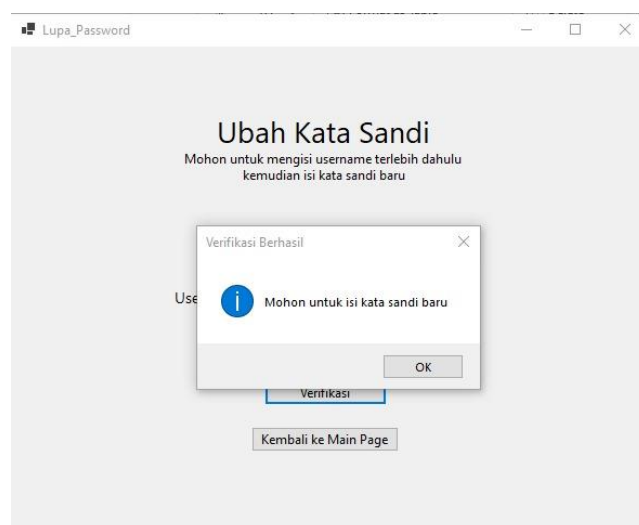 Lupa_Password
Ubah Kata Sandi
Mohon untuk mengisi username terlebih dahulu
kemudian isi kata sandi baru
Verifikasi Berhasil
Mohon untuk isi kata sandi baru
OK
Verifikasi
Kembali ke Main Page